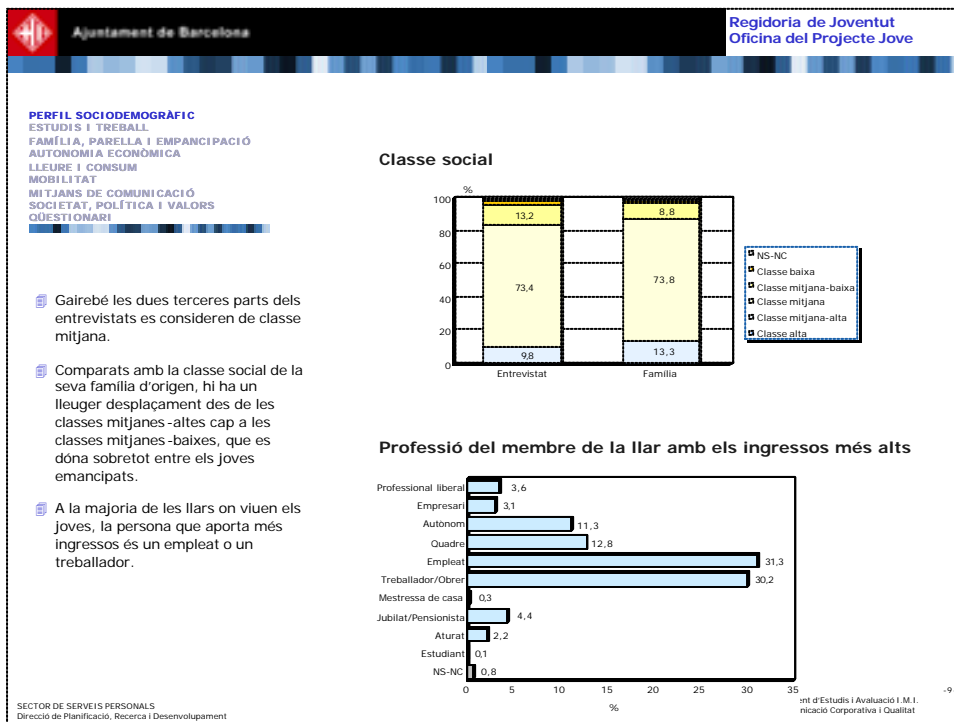 Ajuntament de Barcelona
Regidoria de Joventut
Oficina del Projecte Jove
PERFIL SOCIODEMOGRÀFIC
ESTUDIS I TREBALL
FAMÍLIA, PARELLA I EMPANCIPACIÓ
AUTONOMIA ECONÒMICA
LLEURE I CONSUM
MOBILITAT
MITJANS DE COMUNICACIÓ
SOCIETAT, POLÍTICA I VALORS
QÜESTIONARI
Gairebé les dues terceres parts dels
entrevistats es consideren de classe
mitjana.
Comparats amb la classe social de la
seva família d'origen, hi ha un
lleuger desplaçament des de les
classes mitjanes-altes cap a les
classes mitjanes-baixes, que es
dóna sobretot entre els joves
emancipats.
A la majoria de les llars on viuen els
joves, la persona que aporta més
ingressos és un empleat o un
treballador.
Classe social
%
100
80
60
40
20
0
13,2
73,4
9,8
8,8
73,8
13,3
Entrevistat
Família
NS-NC
Classe baixa
Classe mitjana-baixa
Classe mitjana
Classe mitjana-alta
Classe alta
Professió del membre de la llar amb els ingressos més alts
Professional liberal 3,6
Empresari 3,1
Autònom 11,3
Quadre 12,8
Empleat 31,3
Treballador/Obrer 30,2
Mestressa de casa 0,3
Jubilat/Pensionista 4,4
Aturat 2,2
Estudiant 0,1
NS-NC 0,8
0 5 10 15 20 25 30 35
%
SECTOR DE SERVEIS PERSONALS
Direcció de Planificació, Recerca i Desenvolupament
ent d'Estudis i Avaluació I.M.I.
nicació Corporativa i Qualitat
-9-